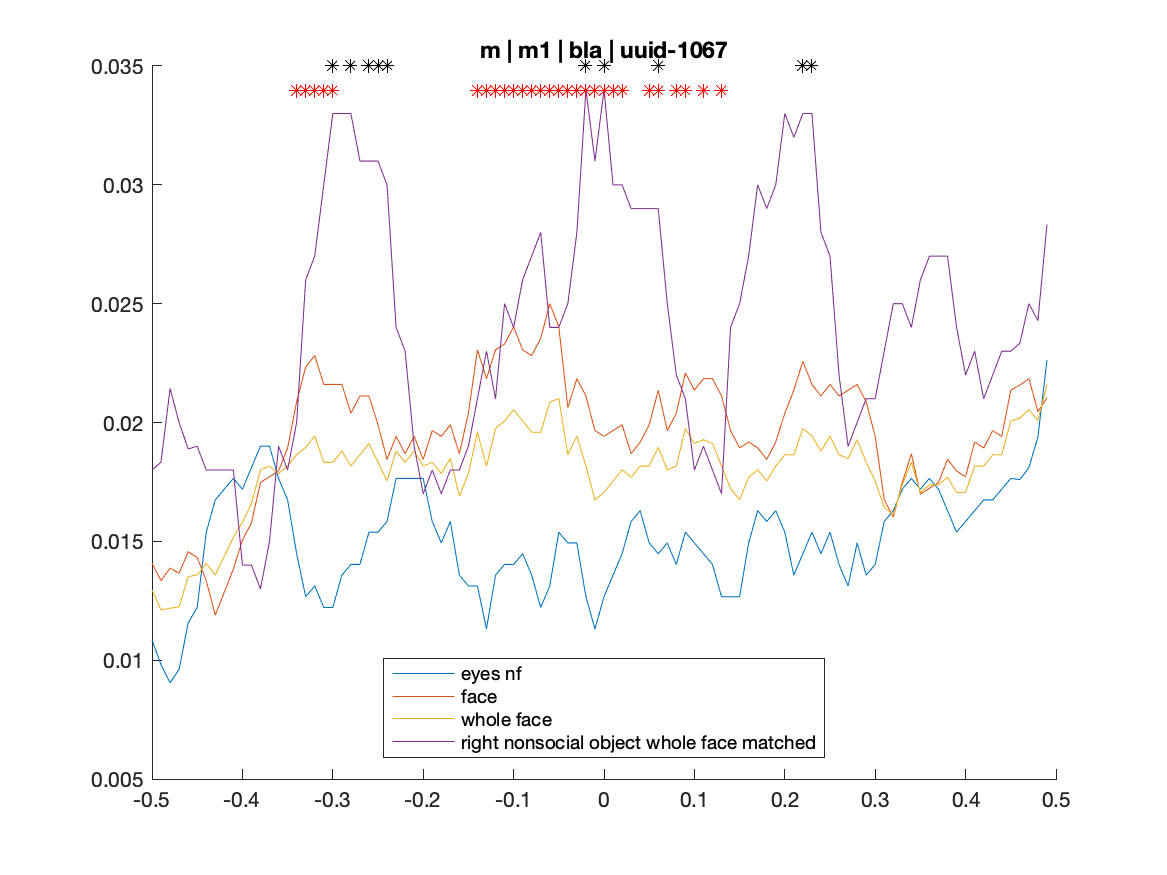 m | m1 | bla | uuid-1067
0.035
0.03
0.025
0.02
0.015
0.01
0.005
eyes nf
face
whole face
right nonsocial object whole face matched
-0.5 -0.4 -0.3 -0.2 -0.1 0 0.1 0.2 0.3 0.4 0.5